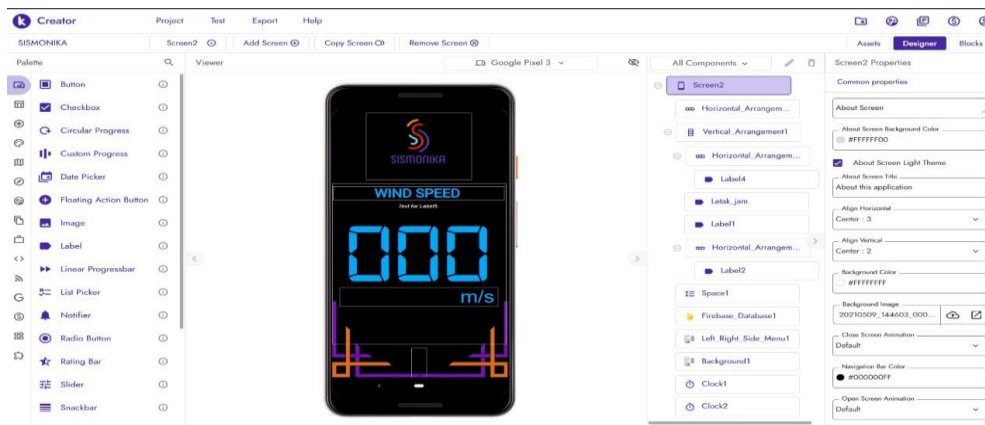 Creator Project Test Export Help
SISMONIKA Screen2 Add Screen Copy Screen Remove Screen Assets Designer Blocks
Palette
Viewer
Google Pixel 3
All Components
Screen2 Properties
Button
Checkbox
Circular Progress
Custom Progress
Date Picker
Floating Action Button
Image
Label
Linear Progressbar
List Picker
Notifier
Radio Button
Rating Bar
Slider
Snackbar
SISMONIKA
WIND SPEED
Text for Label1
000
m/s
Screen2
Horizontal_Arrangem...
Vertical_Arrangement1
Horizontal_Arrangem...
Label4
Letak_jam
Label1
Horizontal_Arrangem...
Label2
Space1
Firebase_Database1
Left_Right_Side_Menu1
Background1
Clock1
Clock2
Common properties
About Screen
About Screen Background Color
#FFFFFF00
About Screen Light Theme
About Screen Title
About this application
Align Horizontal
Center : 3
Align Vertical
Center : 2
Background Color
#FFFFFFFF
Background Image
20210509_144603_000...
Close Screen Animation
Default
Navigation Bar Color
#000000FF
Open Screen Animation
Default